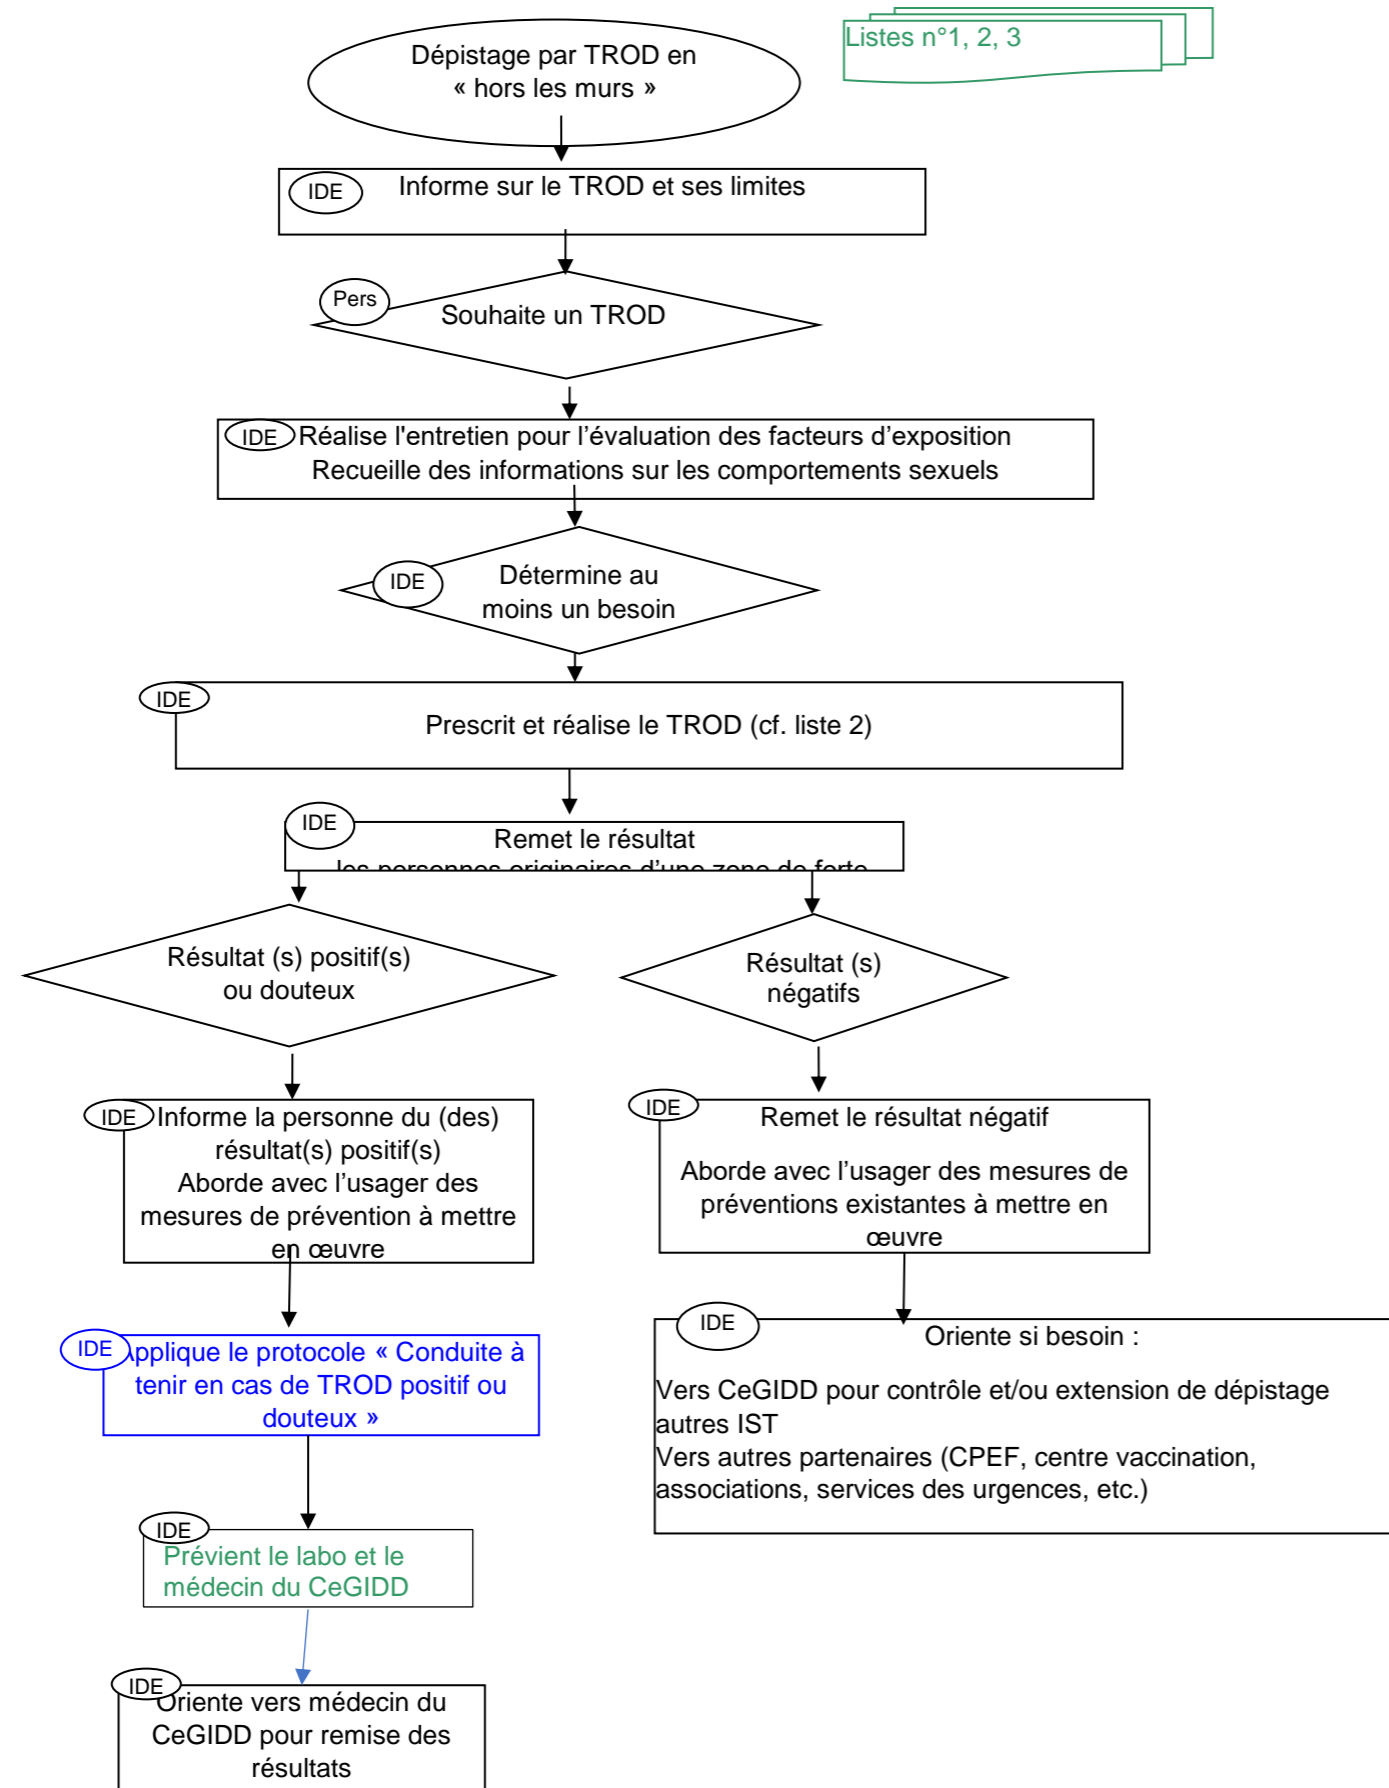 Listes n°1, 2, 3
Dépistage par TROD en
« hors les murs »
IDE
Informe sur le TROD et ses limites
Pers
Souhaite un TROD
IDE
Réalise l'entretien pour l’évaluation des facteurs d’exposition
Recueille des informations sur les comportements sexuels
IDE
Détermine au
moins un besoin
IDE
Prescrit et réalise le TROD (cf. liste 2)
IDE
Remet le résultat
les personnes originaires d’une zone de forte
Résultat (s) positif(s)
ou douteux
Résultat (s)
négatifs
IDE
Informe la personne du (des)
résultat(s) positif(s)
Aborde avec l’usager des
mesures de prévention à mettre
en œuvre
IDE
Remet le résultat négatif
Aborde avec l’usager des mesures de
préventions existantes à mettre en
œuvre
IDE
Applique le protocole « Conduite à
tenir en cas de TROD positif ou
douteux »
IDE
Oriente si besoin :
Vers CeGIDD pour contrôle et/ou extension de dépistage
autres IST
Vers autres partenaires (CPEF, centre vaccination,
associations, services des urgences, etc.)
IDE
Prévient le labo et le
médecin du CeGIDD
IDE
Oriente vers médecin du
CeGIDD pour remise des
résultats